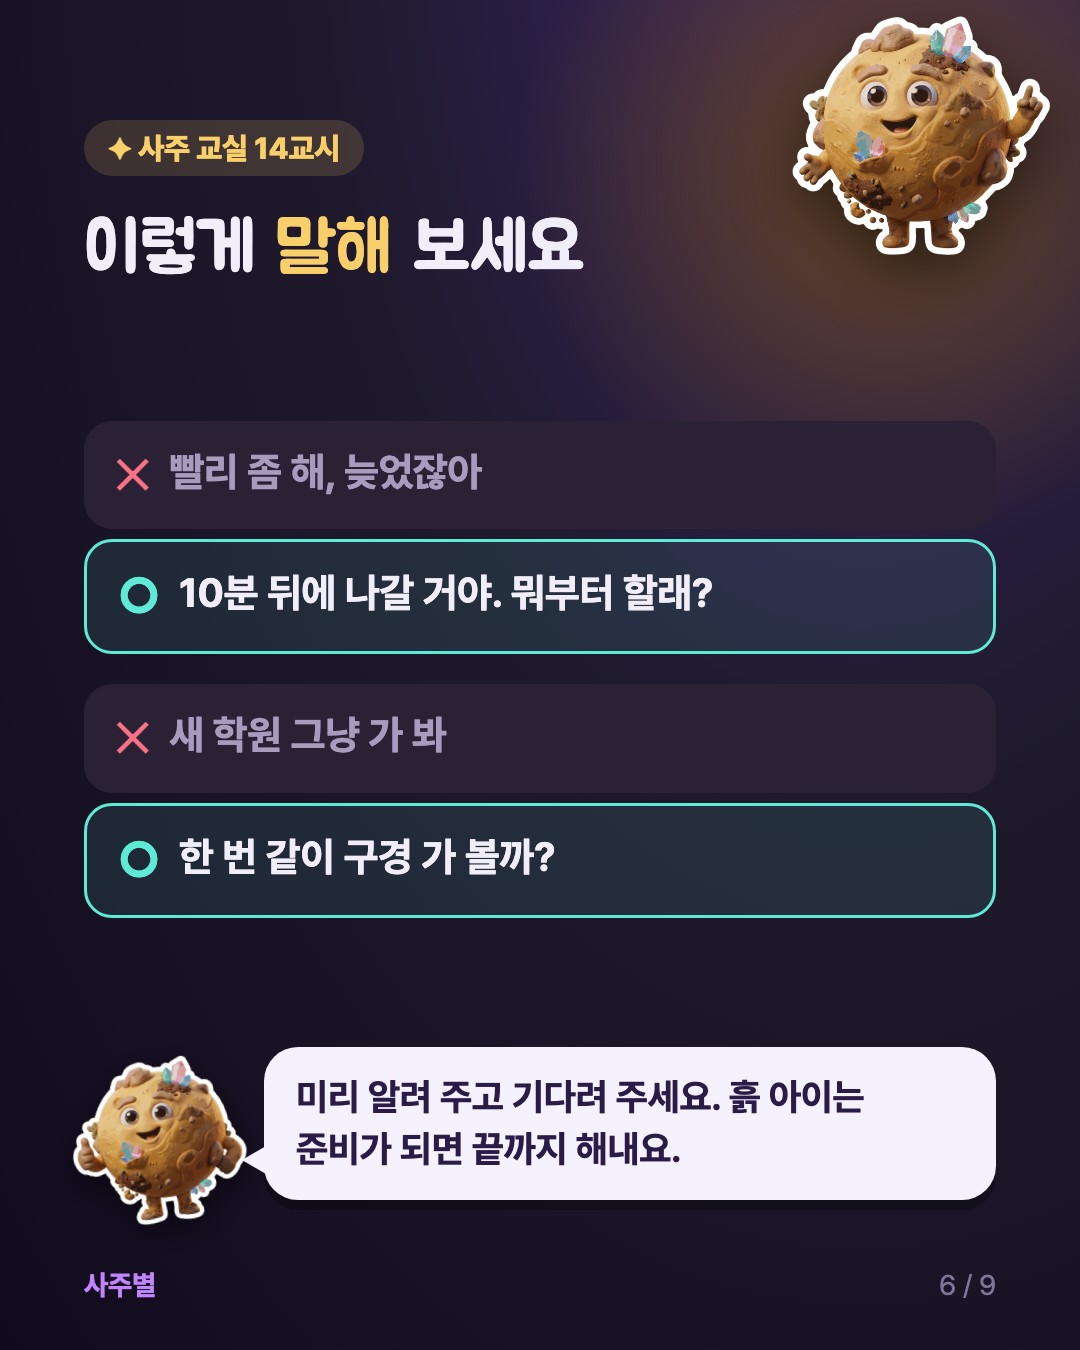 ✦ 사주 교실 14교시
이렇게 말해 보세요
빨리 좀 해, 늦었잖아
10분 뒤에 나갈 거야. 뭐부터 할래?
새 학원 그냥 가 봐
한 번 같이 구경 가 볼까?
미리 알려 주고 기다려 주세요. 흙 아이는
준비가 되면 끝까지 해내요.
사주별
6 / 9